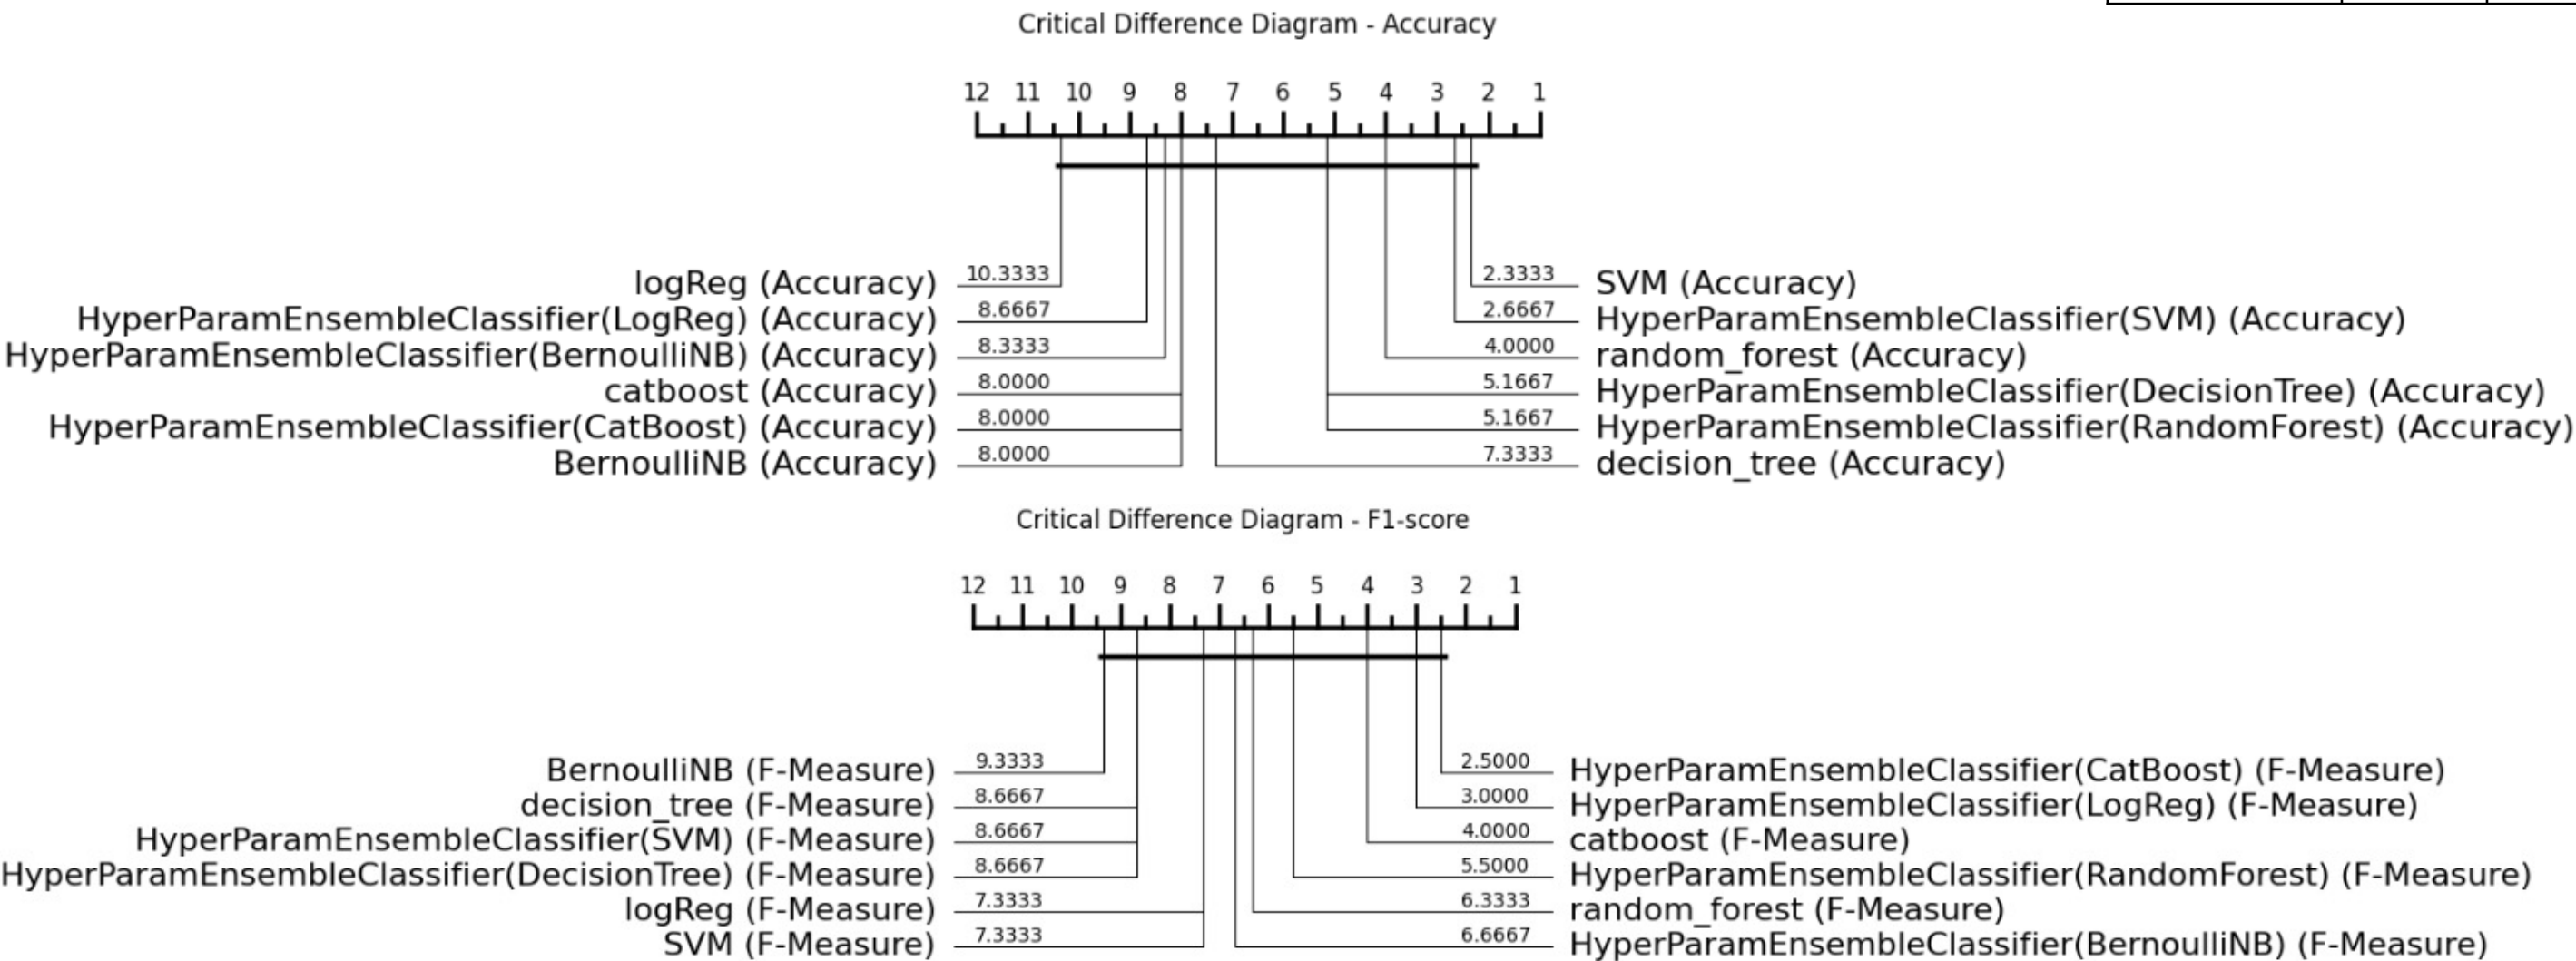 Critical Difference Diagram - Accuracy
12 11 10 9 8 7 6 5 4 3 2 1
logReg (Accuracy) 10.3333 2.3333 SVM (Accuracy)
HyperParamEnsembleClassifier(LogReg) (Accuracy) 8.6667 2.6667 HyperParamEnsembleClassifier(SVM) (Accuracy)
HyperParamEnsembleClassifier(BernoulliNB) (Accuracy) 8.3333 4.0000 random_forest (Accuracy)
catboost (Accuracy) 8.0000 5.1667 HyperParamEnsembleClassifier(DecisionTree) (Accuracy)
HyperParamEnsembleClassifier(CatBoost) (Accuracy) 8.0000 5.1667 HyperParamEnsembleClassifier(RandomForest) (Accuracy)
BernoulliNB (Accuracy) 8.0000 7.3333 decision_tree (Accuracy)
Critical Difference Diagram - F1-score
12 11 10 9 8 7 6 5 4 3 2 1
BernoulliNB (F-Measure) 9.3333 2.5000 HyperParamEnsembleClassifier(CatBoost) (F-Measure)
decision_tree (F-Measure) 8.6667 3.0000 HyperParamEnsembleClassifier(LogReg) (F-Measure)
HyperParamEnsembleClassifier(SVM) (F-Measure) 8.6667 4.0000 catboost (F-Measure)
HyperParamEnsembleClassifier(DecisionTree) (F-Measure) 8.6667 5.5000 HyperParamEnsembleClassifier(RandomForest) (F-Measure)
logReg (F-Measure) 7.3333 6.3333 random_forest (F-Measure)
SVM (F-Measure) 7.3333 6.6667 HyperParamEnsembleClassifier(BernoulliNB) (F-Measure)